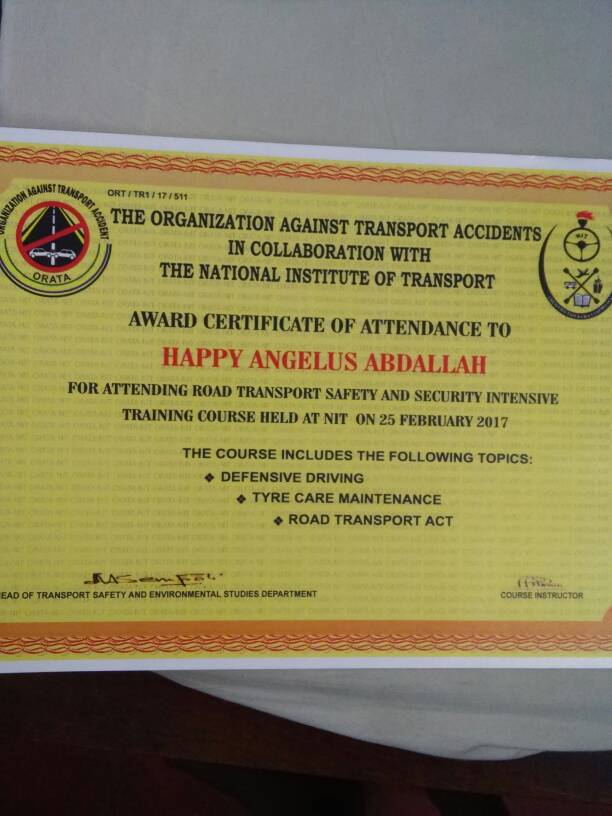 ORT / TR1 / 17 / 511
ORGANIZATION AGAINST TRANSPORT ACCIDENT
ORATA
NIT
THE ORGANIZATION AGAINST TRANSPORT ACCIDENTS
IN COLLABORATION WITH
THE NATIONAL INSTITUTE OF TRANSPORT
AWARD CERTIFICATE OF ATTENDANCE TO
HAPPY ANGELUS ABDALLAH
FOR ATTENDING ROAD TRANSPORT SAFETY AND SECURITY INTENSIVE
TRAINING COURSE HELD AT NIT ON 25 FEBRUARY 2017
THE COURSE INCLUDES THE FOLLOWING TOPICS:
❖ DEFENSIVE DRIVING
❖ TYRE CARE MAINTENANCE
❖ ROAD TRANSPORT ACT
EAD OF TRANSPORT SAFETY AND ENVIRONMENTAL STUDIES DEPARTMENT
COURSE INSTRUCTOR